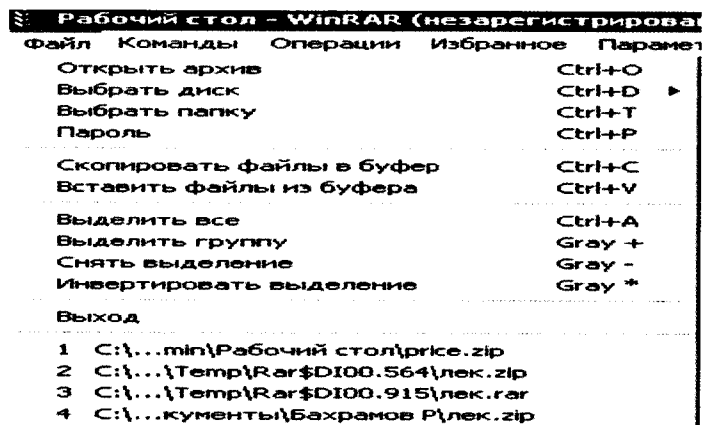 Рабочий стол - WinRAR (незарегистрирова
Файл Команды Операции Избранное Парамет
Открыть архив Ctrl+O
Выбрать диск Ctrl+D ►
Выбрать папку Ctrl+T
Пароль Ctrl+P
Скопировать файлы в буфер Ctrl+C
Вставить файлы из буфера Ctrl+V
Выделить все Ctrl+A
Выделить группу Gray +
Снять выделение Gray -
Инвертировать выделение Gray *
Выход
1 C:\...min\Рабочий стол\price.zip
2 C:\...\Temp\Rar$DI00.564\лек.zip
3 C:\...\Temp\Rar$DI00.915\лек.rar
4 C:\...кументы\Бахрамов Р\лек.zip